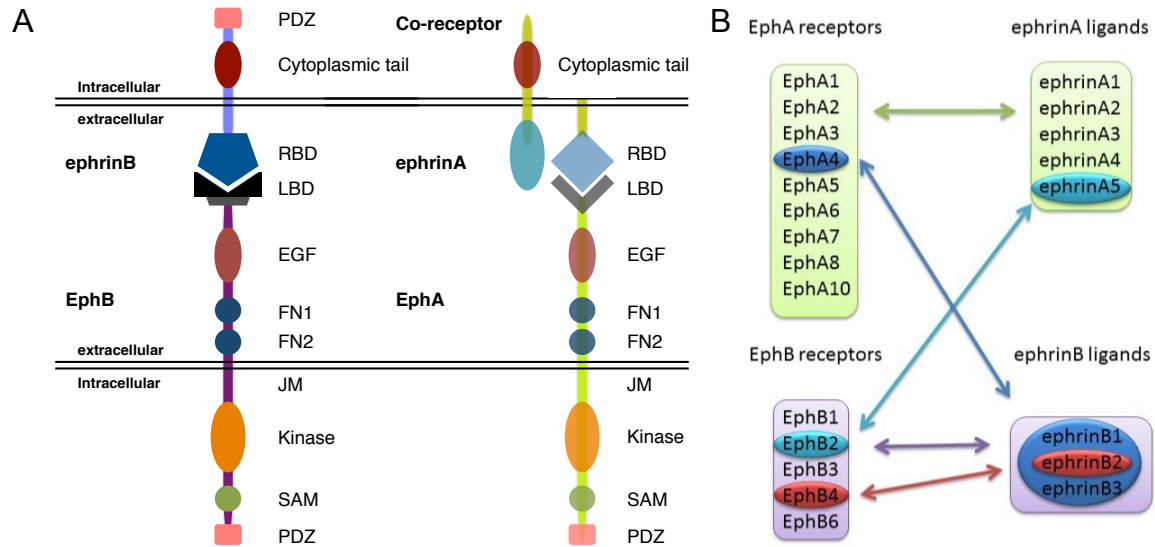 A
PDZ
Co-receptor
Cytoplasmic tail
Cytoplasmic tail
Intracellular
extracellular
ephrinB
RBD
LBD
ephrinA
RBD
LBD
EGF
EGF
EphB
FN1
FN2
EphA
FN1
FN2
extracellular
Intracellular
JM
JM
Kinase
Kinase
SAM
SAM
PDZ
PDZ
B
EphA receptors
ephrinA ligands
EphA1
EphA2
EphA3
EphA4
EphA5
EphA6
EphA7
EphA8
EphA10
ephrinA1
ephrinA2
ephrinA3
ephrinA4
ephrinA5
EphB receptors
ephrinB ligands
EphB1
EphB2
EphB3
EphB4
EphB6
ephrinB1
ephrinB2
ephrinB3